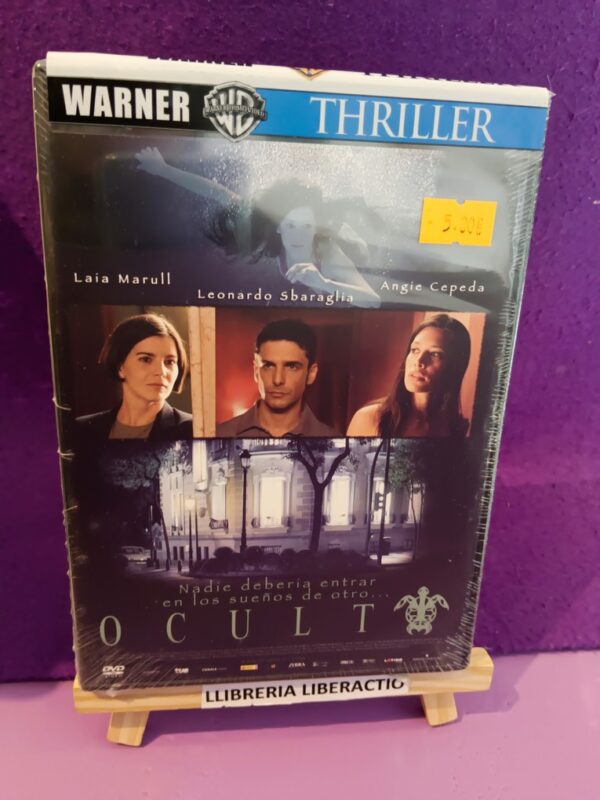 WARNER
THRILLER
5.00€
Laia Marull
Leonardo Sbaraglia
Angie Cepeda
Nadie debería entrar
en los sueños de otro...
OCULT
DVD
LLIBRERIA LIBERACTIO